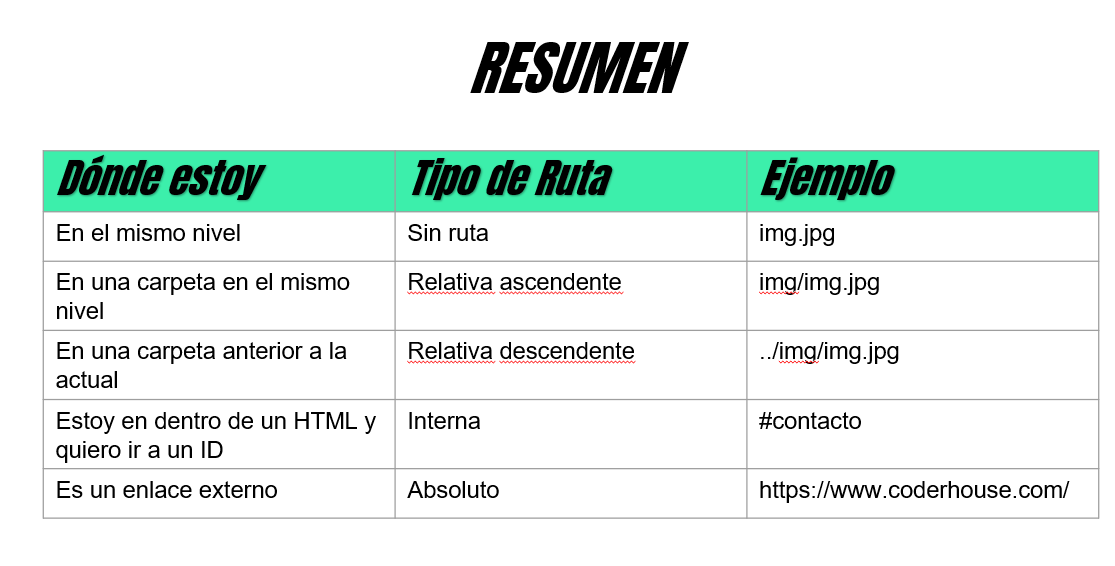 RESUMEN
Dónde estoy Tipo de Ruta Ejemplo
En el mismo nivel Sin ruta img.jpg
En una carpeta en el mismo Relativa ascendente img/img.jpg
nivel
En una carpeta anterior a la Relativa descendente ../img/img.jpg
actual
Estoy en dentro de un HTML y Interna #contacto
quiero ir a un ID
Es un enlace externo Absoluto https://www.coderhouse.com/